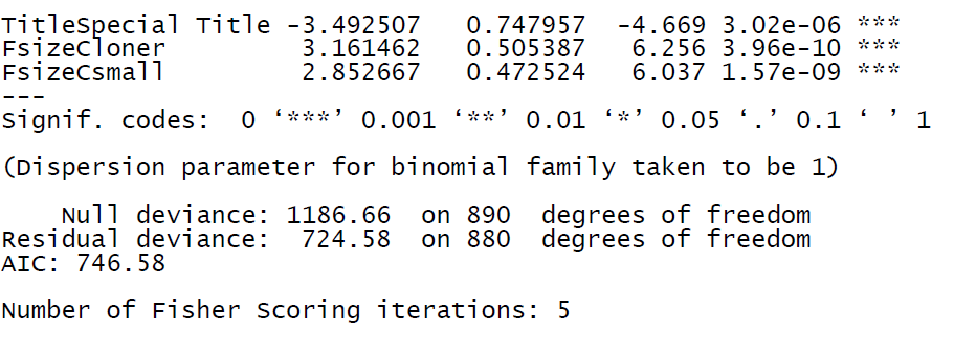 TitleSpecial Title -3.492507   0.747957  -4.669 3.02e-06 ***
FsizeCloner         3.161462   0.505387   6.256 3.96e-10 ***
FsizeCsmall         2.852667   0.472524   6.037 1.57e-09 ***
---
Signif. codes:  0 ‘***’ 0.001 ‘**’ 0.01 ‘*’ 0.05 ‘.’ 0.1 ‘ ’ 1
(Dispersion parameter for binomial family taken to be 1)
    Null deviance: 1186.66  on 890  degrees of freedom
Residual deviance:  724.58  on 880  degrees of freedom
AIC: 746.58
Number of Fisher Scoring iterations: 5